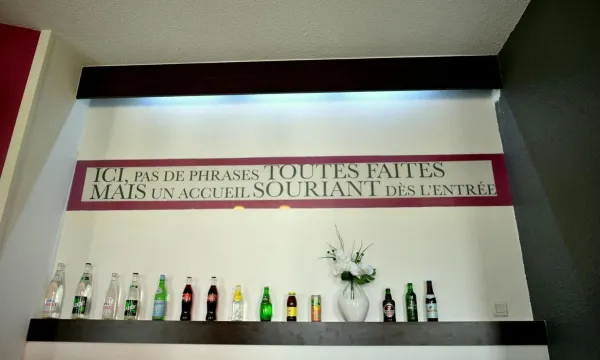 ICI, PAS DE PHRASES TOUTES FAITES
MAIS UN ACCUEIL SOURIANT DÈS L'ENTRÉE